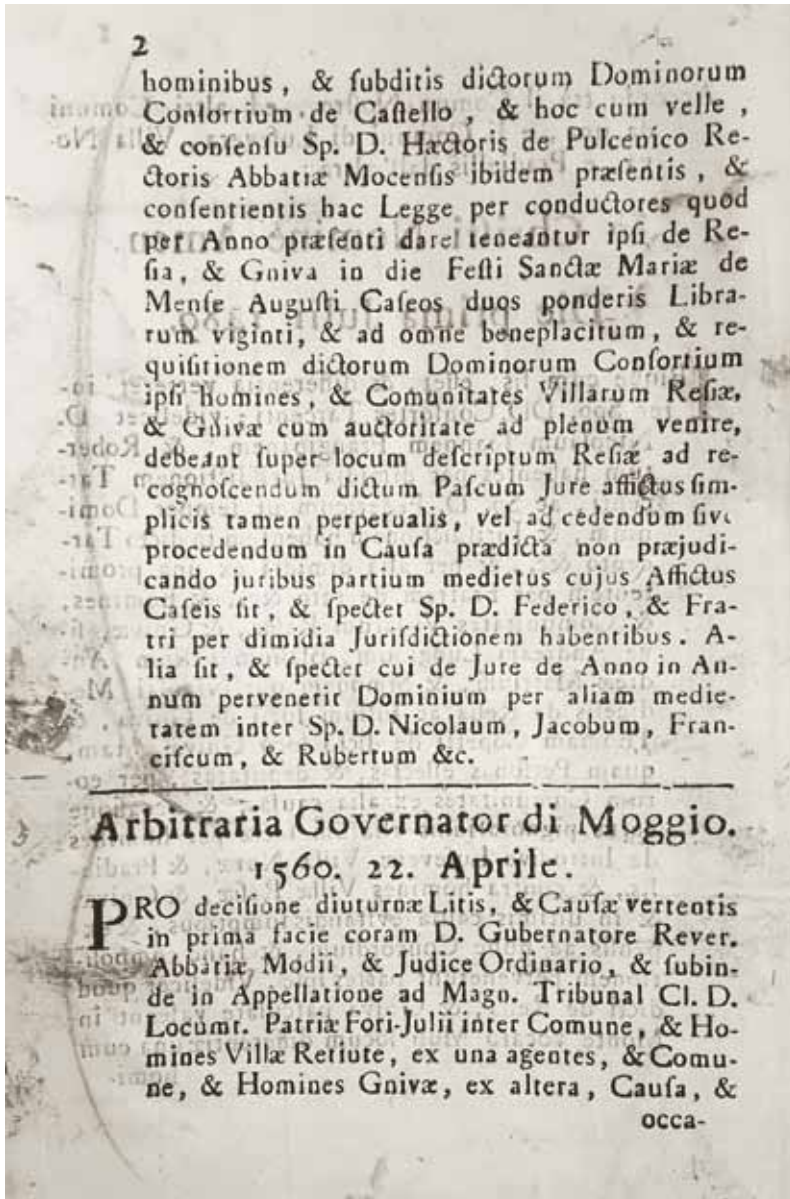 2
hominibus, & ſubditis dictorum Dominorum
Conſortium de Caſtello, & hoc cum velle,
& conſenſu Sp. D. Hæctoris de Pulcenico Re-
ctoris Abbatiæ Mocenſis ibidem præſentis, &
conſentientis hac Legge per conductores quod
per Anno præſenti dare teneantur ipſi de Re-
ſia, & Gniva in die Feſti Sanctæ Mariæ de
Menſe Auguſti Caſeos duos ponderis Libra-
rum viginti, & ad omne beneplacitum, & re-
quiſitionem dictorum Dominorum Conſortium
ipſi homines, & Comunitates Villarum Reſiæ,
& Gnivæ cum auctoritate ad plenum venire,
debeant ſuper locum deſcriptum Reſiæ ad re-
cognoſcendum dictum Paſcum Jure affictus ſim-
plicis tamen perpetualis, vel ad cedendum ſive
procedendum in Cauſa prædicta non præjudi-
cando juribus partium medietus cujus Affictus
Caſeis ſit, & ſpectet Sp. D. Federico, & Fra-
tri per dimidia Juriſdictionem habentibus. A-
lia ſit, & ſpectet cui de Jure de Anno in An-
num pervenerit Dominium per aliam medie-
tatem inter Sp. D. Nicolaum, Jacobum, Fran-
ciſcum, & Rubertum &c.
Arbitraria Governator di Moggio.
1560. 22. Aprile.
PRO deciſione diuturnæ Litis, & Cauſæ vertentis
in prima facie coram D. Gubernatore Rever.
Abbatiæ Modii, & Judice Ordinario, & ſubin-
de in Appellatione ad Magn. Tribunal Cl. D.
Locumt. Patriæ Fori-Julii inter Comune, & Ho-
mines Villæ Retiute, ex una agentes, & Comu-
ne, & Homines Gnivæ, ex altera, Cauſa, &
occa-